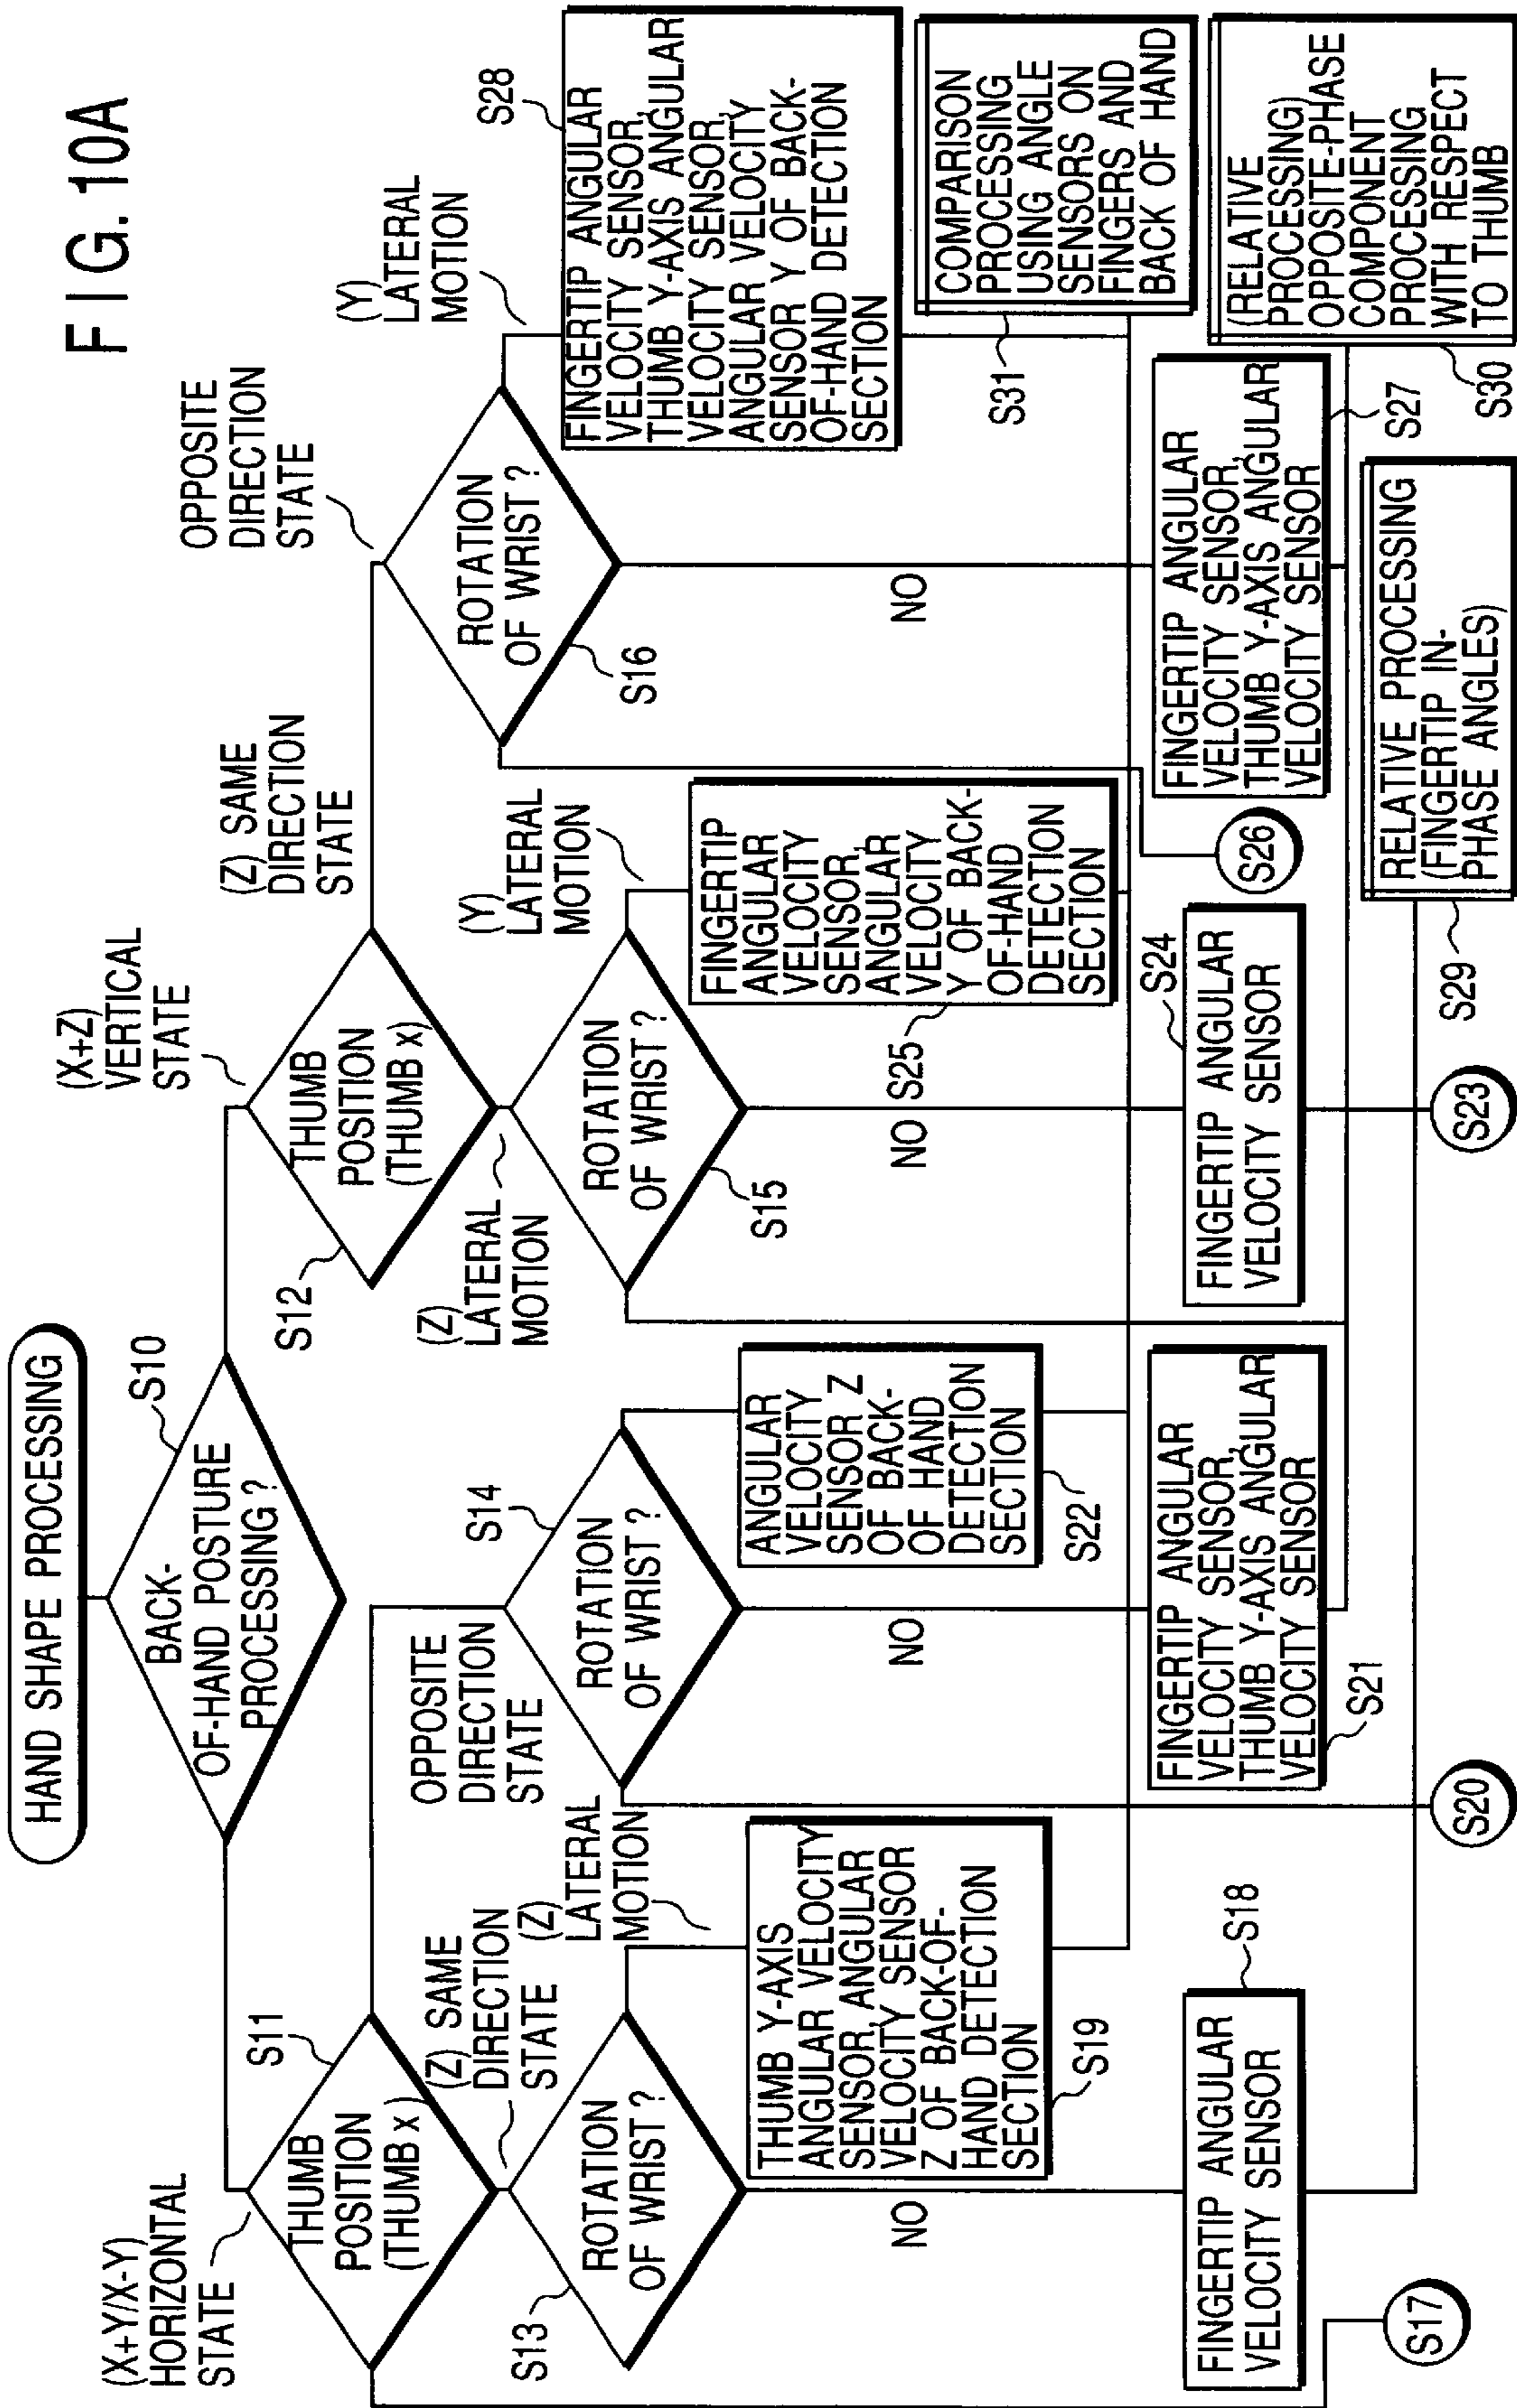 FIG. 10A
HAND SHAPE PROCESSING
BACK-
OF-HAND POSTURE
PROCESSING ?
S10
(X+Y/X-Y)
HORIZONTAL
STATE
THUMB
POSITION
(THUMB x)
S11
(X+Z)
VERTICAL
STATE
THUMB
POSITION
(THUMB x)
S12
(Z) SAME
DIRECTION
STATE
ROTATION
OF WRIST ?
S13
OPPOSITE
DIRECTION
STATE
ROTATION
OF WRIST ?
S14
(Z)
LATERAL
MOTION
ROTATION
OF WRIST ?
S15
(Z) SAME
DIRECTION
STATE
OPPOSITE
DIRECTION
STATE
ROTATION
OF WRIST ?
S16
(Z)
LATERAL
MOTION
THUMB Y-AXIS
ANGULAR VELOCITY
SENSOR, ANGULAR
VELOCITY SENSOR
Z OF BACK-OF-
HAND DETECTION
SECTION
S19
ANGULAR
VELOCITY
SENSOR Z
OF BACK-
OF HAND
DETECTION
SECTION
S22
(Y)
LATERAL
MOTION
FINGERTIP
ANGULAR
VELOCITY
SENSOR,
ANGULAR
VELOCITY
Y OF BACK-
OF-HAND
DETECTION
SECTION
S25
(Y)
LATERAL
MOTION
FINGERTIP ANGULAR
VELOCITY SENSOR,
THUMB Y-AXIS ANGULAR
VELOCITY SENSOR,
ANGULAR VELOCITY
SENSOR Y OF BACK-
OF-HAND DETECTION
SECTION
S28
COMPARISON
PROCESSING
USING ANGLE
SENSORS ON
FINGERS AND
BACK OF HAND
S31
NO
NO
NO
NO
FINGERTIP ANGULAR
VELOCITY SENSOR
S18
FINGERTIP ANGULAR
VELOCITY SENSOR,
THUMB Y-AXIS ANGULAR
VELOCITY SENSOR
S21
FINGERTIP ANGULAR
VELOCITY SENSOR
S24
S26
FINGERTIP ANGULAR
VELOCITY SENSOR,
THUMB Y-AXIS ANGULAR
VELOCITY SENSOR
S27
(RELATIVE
PROCESSING)
OPPOSITE-PHASE
COMPONENT
PROCESSING
WITH RESPECT
TO THUMB
S30
RELATIVE PROCESSING
(FINGERTIP IN-
PHASE ANGLES)
S29
S17
S20
S23